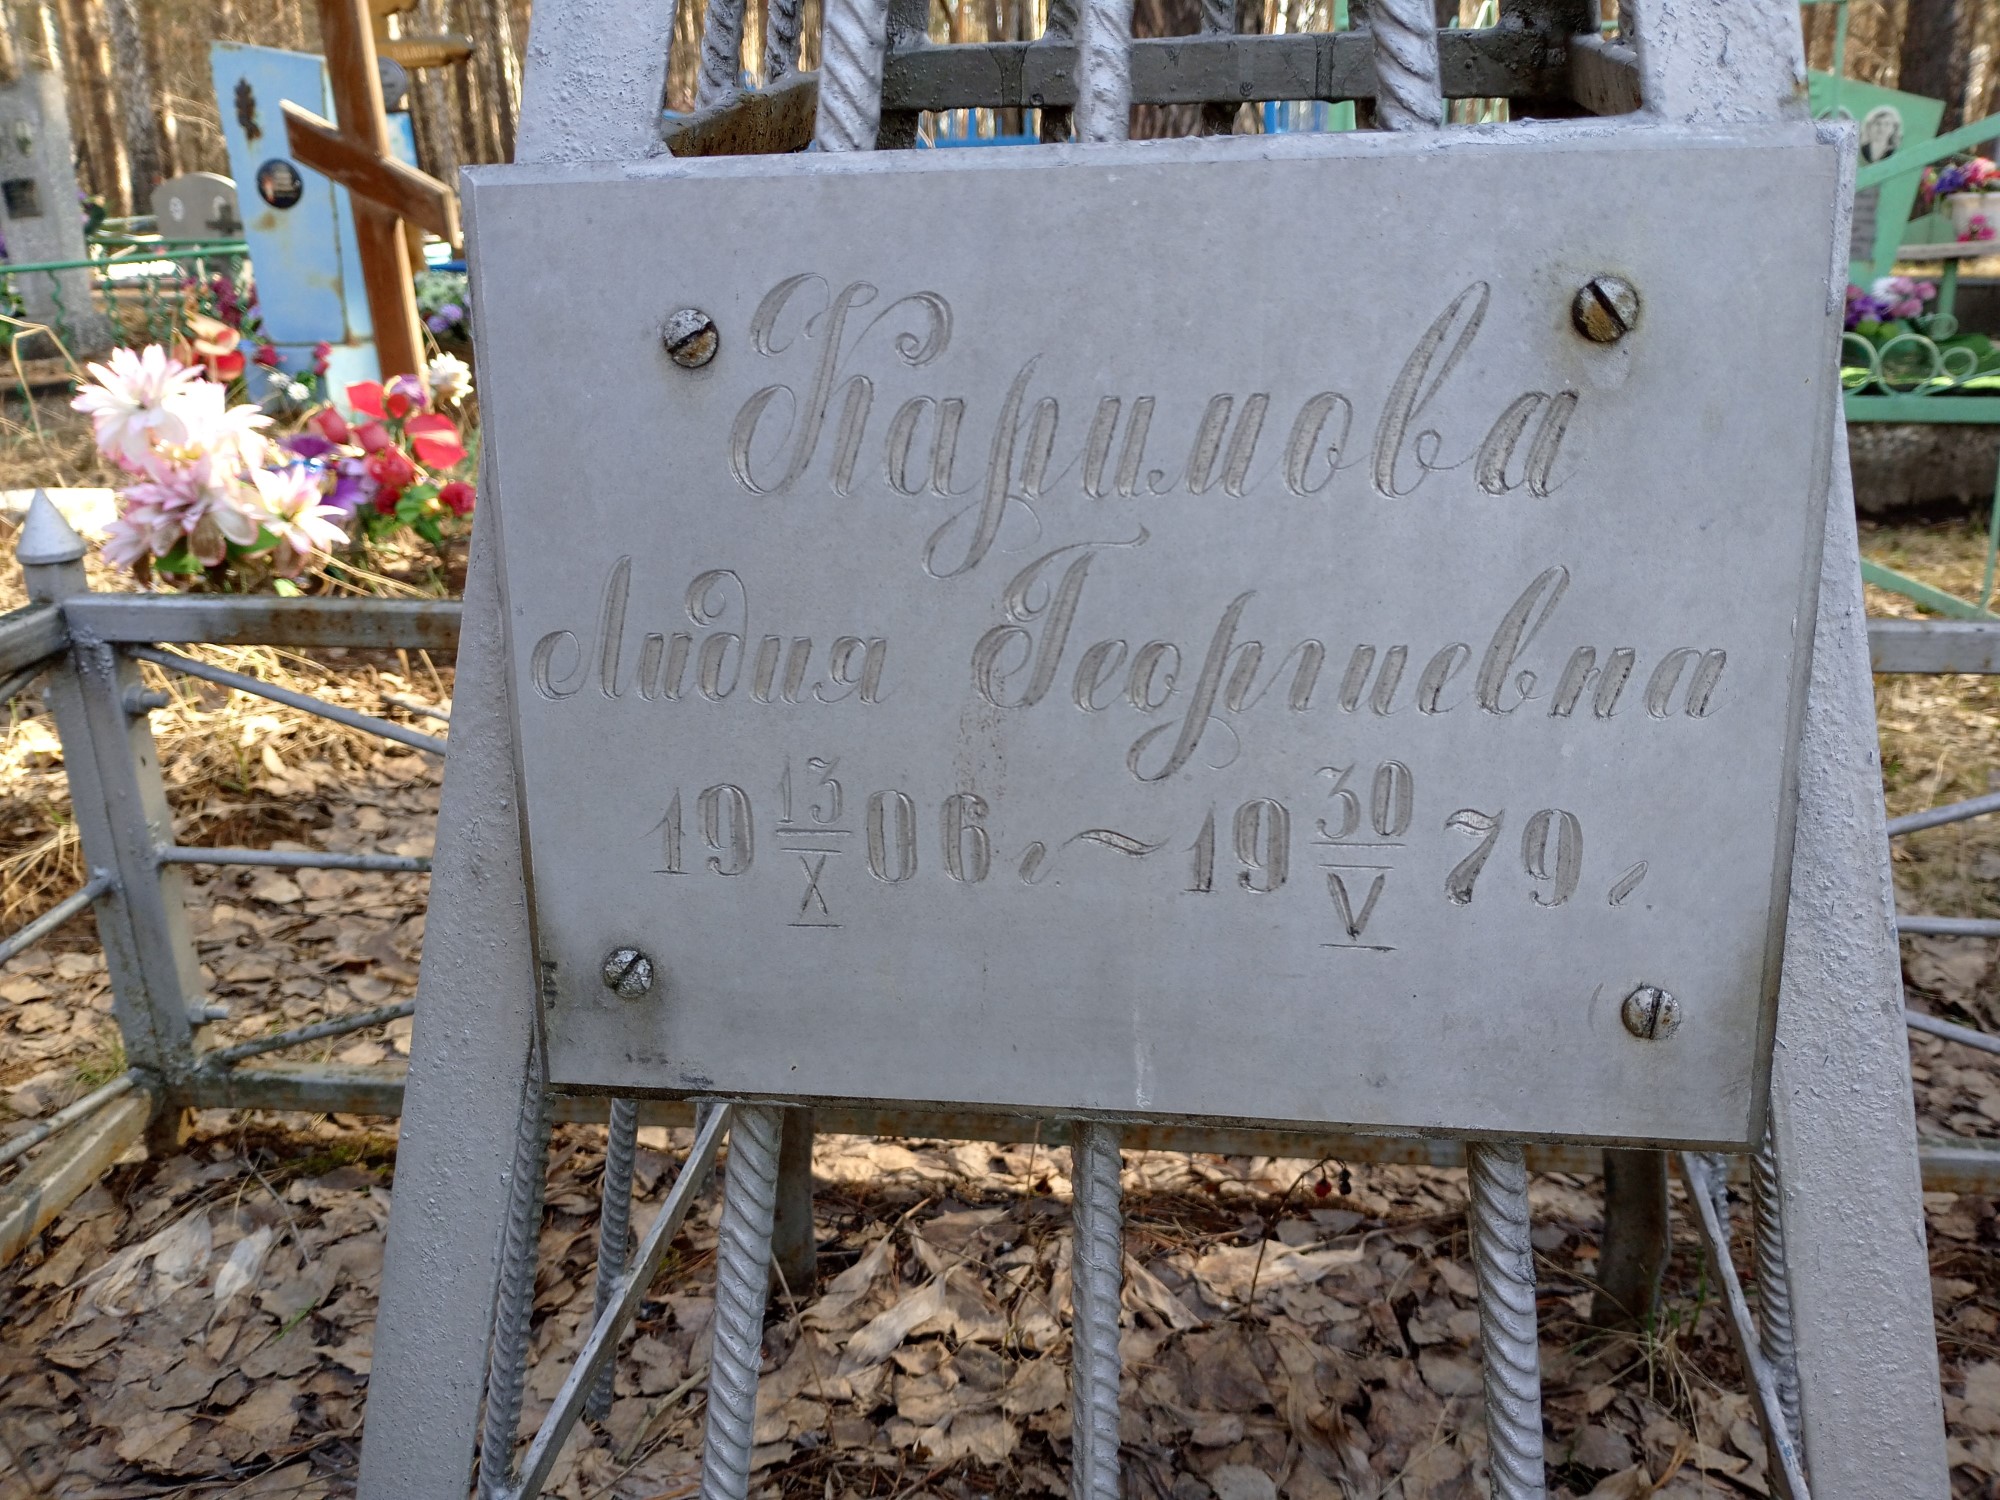 Каримова
Лидия Георгиевна
19 13/X 06 г. ~ 19 30/V 79 г.